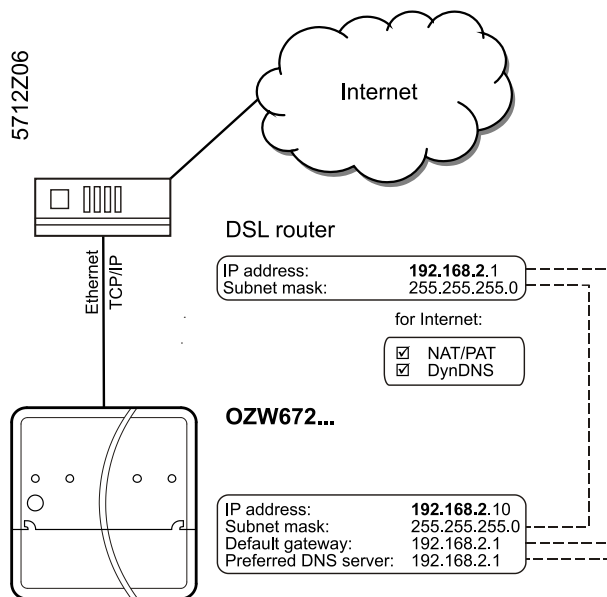 5712Z06
Internet
DSL router
Ethernet
TCP/IP
IP address: 192.168.2.1
Subnet mask: 255.255.255.0
for Internet:
☑ NAT/PAT
☑ DynDNS
OZW672...
IP address: 192.168.2.10
Subnet mask: 255.255.255.0
Default gateway: 192.168.2.1
Preferred DNS server: 192.168.2.1